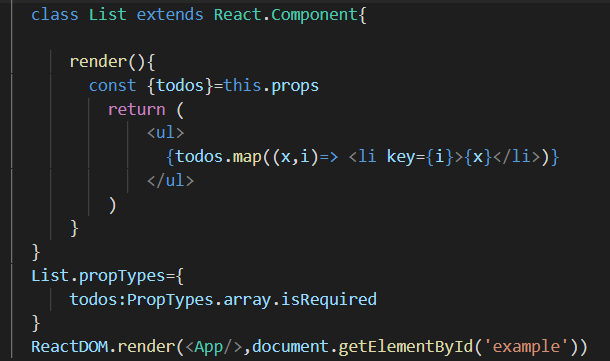 class List extends React.Component{
render(){
const {todos}=this.props
return (
<ul>
{todos.map((x,i)=> <li key={i}>{x}</li>)}
</ul>
)
}
}
List.propTypes={
todos:PropTypes.array.isRequired
}
ReactDOM.render(<App/>,document.getElementById('example'))